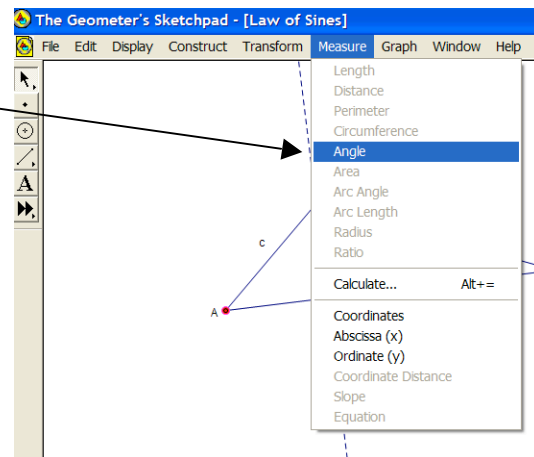 The Geometer's Sketchpad - [Law of Sines]
File Edit Display Construct Transform Measure Graph Window Help
Length
Distance
Perimeter
Circumference
Angle
Area
Arc Angle
Arc Length
Radius
Ratio
Calculate... Alt+=
Coordinates
Abscissa (x)
Ordinate (y)
Coordinate Distance
Slope
Equation
A
c
A